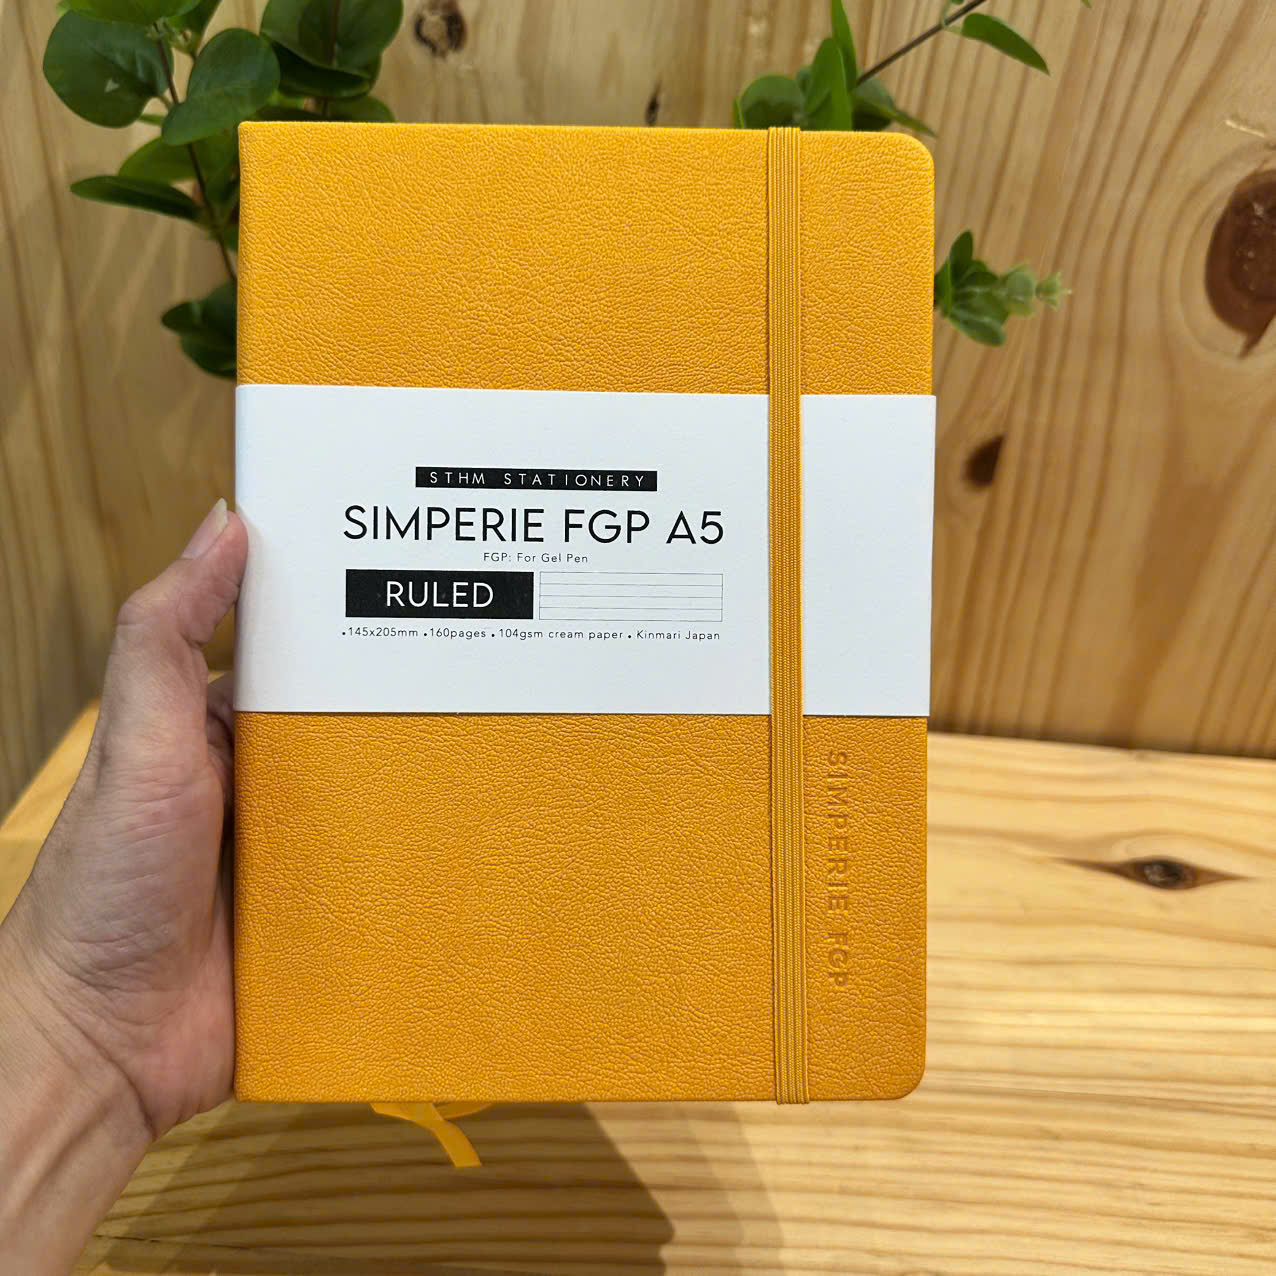 STHM STATIONERY
SIMPERIE FGP A5
FGP: For Gel Pen
RULED
•145x205mm •160pages •104gsm cream paper • Kinmari Japan
SIMPERIE FGP